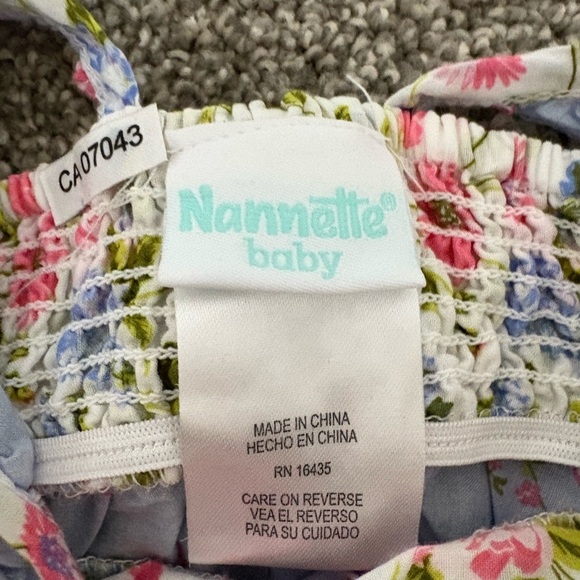 CA07043
Nannette®
baby
MADE IN CHINA
HECHO EN CHINA
RN 16435
CARE ON REVERSE
VEA EL REVERSO
PARA SU CUIDADO